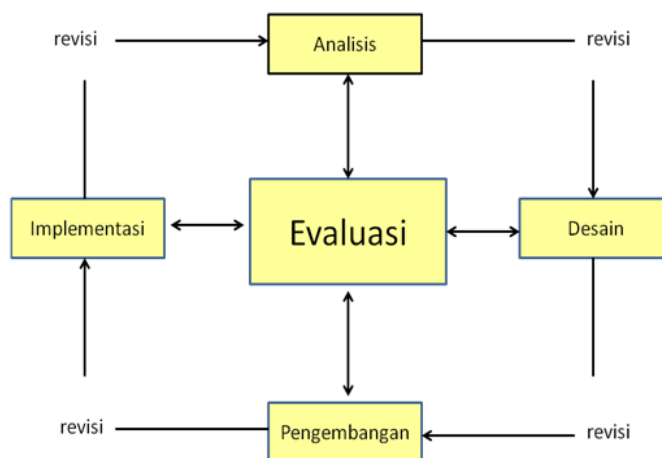 revisi
Analisis
revisi
Implementasi
Evaluasi
Desain
revisi
Pengembangan
revisi